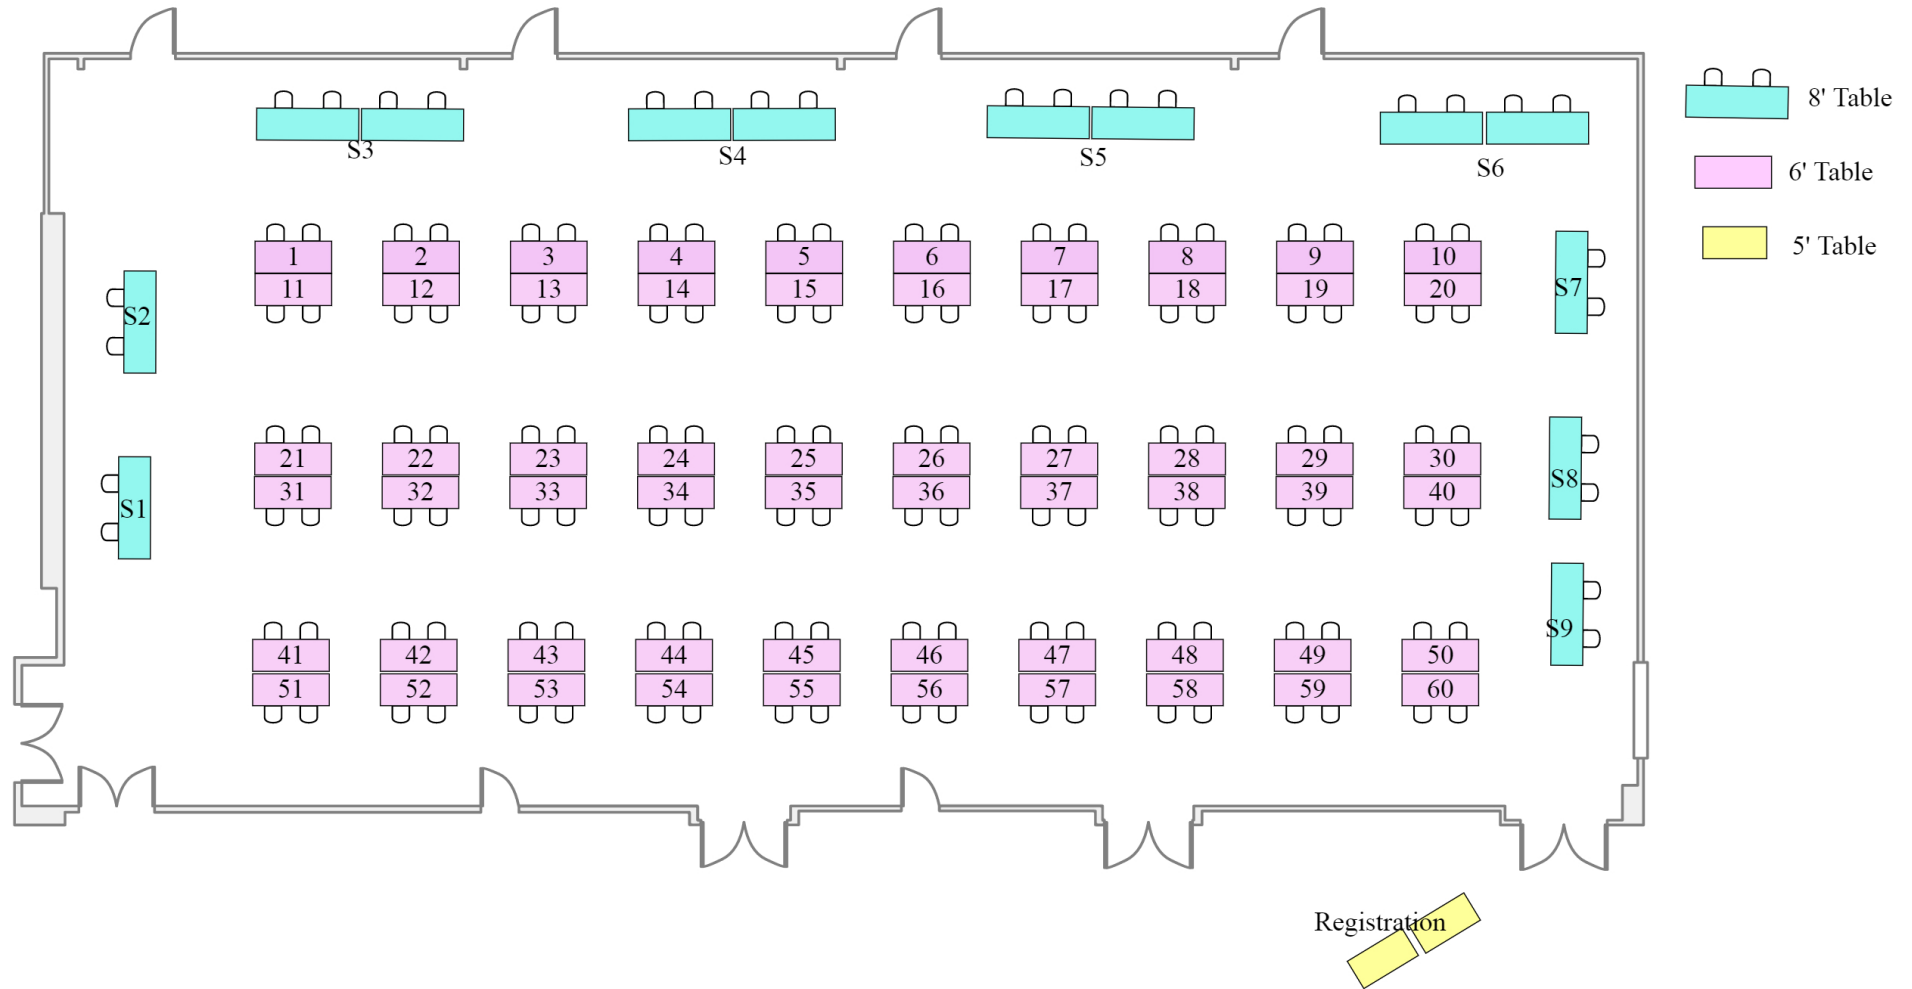 8' Table
6' Table
5' Table
S3
S4
S5
S6
1 2 3 4 5 6 7 8 9 10
11 12 13 14 15 16 17 18 19 20
S7
S2
21 22 23 24 25 26 27 28 29 30
31 32 33 34 35 36 37 38 39 40
S8
S1
S9
41 42 43 44 45 46 47 48 49 50
51 52 53 54 55 56 57 58 59 60
Registration